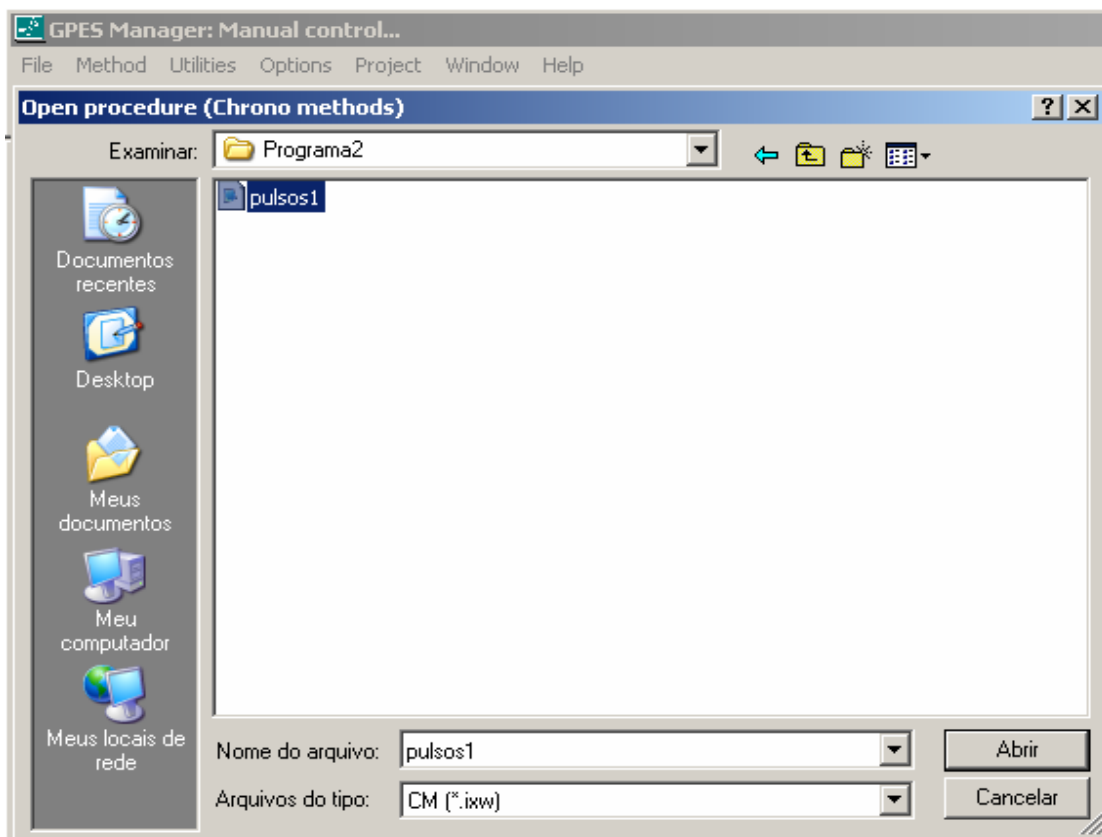 GPES Manager: Manual control...
File Method Utilities Options Project Window Help
Open procedure (Chrono methods)
Examinar: Programa2
pulsos1
Documentos
recentes
Desktop
Meus
documentos
Meu
computador
Meus locais de
rede
Nome do arquivo: pulsos1 Abrir
Arquivos do tipo: CM (*.ixw) Cancelar